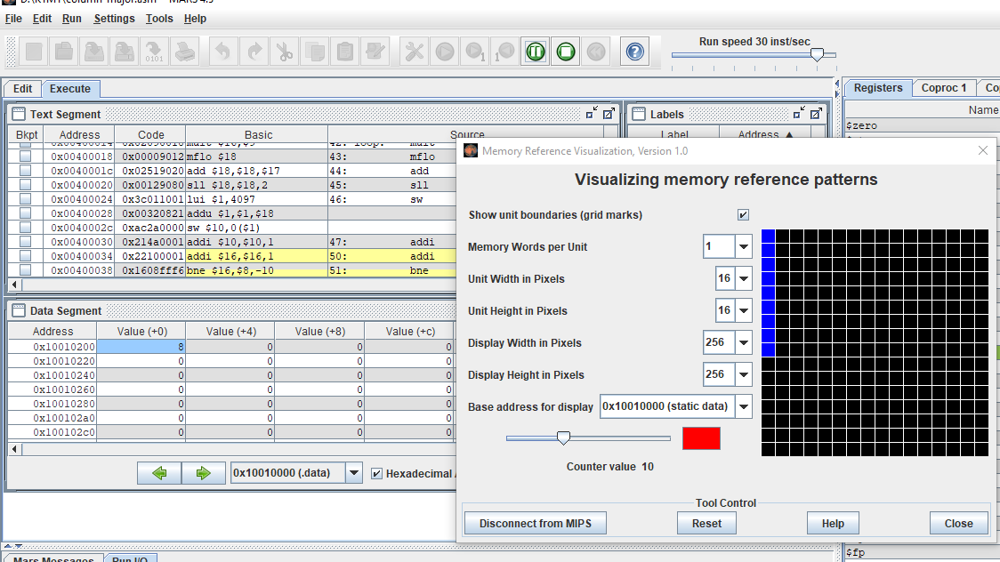 D:\KTMT\column-major.asm - MARS 4.5
File Edit Run Settings Tools Help
Run speed 30 inst/sec
Edit Execute
Registers Coproc 1
Text Segment
Labels
Name
Bkpt Address Code Basic Source
Label Address ▲
$zero
0x00400018 0x00009012 mflo $18 43: mflo
0x0040001c 0x02519020 add $18,$18,$17 44: add
0x00400020 0x00129080 sll $18,$18,2 45: sll
0x00400024 0x3c011001 lui $1,4097 46: sw
0x00400028 0x00320821 addu $1,$1,$18
0x0040002c 0xac2a0000 sw $10,0($1)
0x00400030 0x214a0001 addi $10,$10,1 47: addi
0x00400034 0x22100001 addi $16,$16,1 50: addi
0x00400038 0x1608fff6 bne $16,$8,-10 51: bne
Data Segment
Address Value (+0) Value (+4) Value (+8) Value (+c)
0x10010200 8 0 0 0
0x10010220 0 0 0 0
0x10010240 0 0 0 0
0x10010260 0 0 0 0
0x10010280 0 0 0 0
0x100102a0 0 0 0 0
0x100102c0 0 0 0 0
0x10010000 (.data) Hexadecimal
Memory Reference Visualization, Version 1.0
Visualizing memory reference patterns
Show unit boundaries (grid marks)
Memory Words per Unit 1
Unit Width in Pixels 16
Unit Height in Pixels 16
Display Width in Pixels 256
Display Height in Pixels 256
Base address for display 0x10010000 (static data)
Counter value 10
Tool Control
Disconnect from MIPS Reset Help Close
$fp
Mars Messages Run I/O